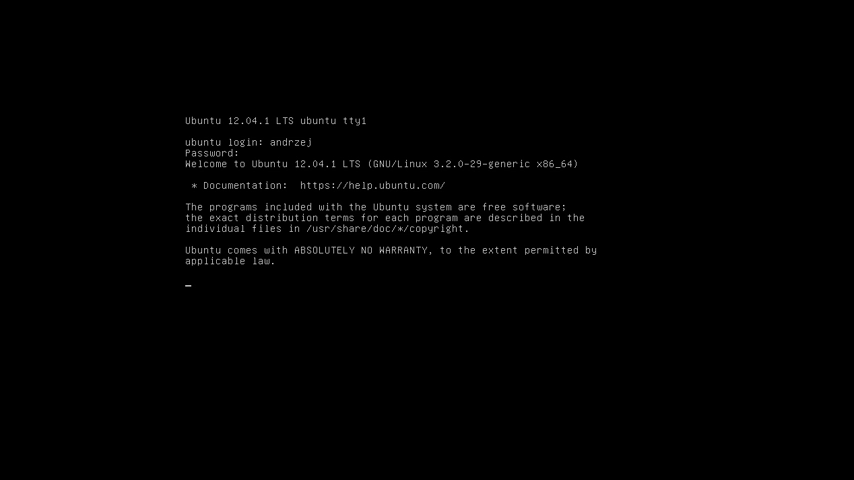 Ubuntu 12.04.1 LTS ubuntu tty1
ubuntu login: andrzej
Password:
Welcome to Ubuntu 12.04.1 LTS (GNU/Linux 3.2.0-29-generic x86_64)
* Documentation:  https://help.ubuntu.com/
The programs included with the Ubuntu system are free software;
the exact distribution terms for each program are described in the
individual files in /usr/share/doc/*/copyright.
Ubuntu comes with ABSOLUTELY NO WARRANTY, to the extent permitted by
applicable law.